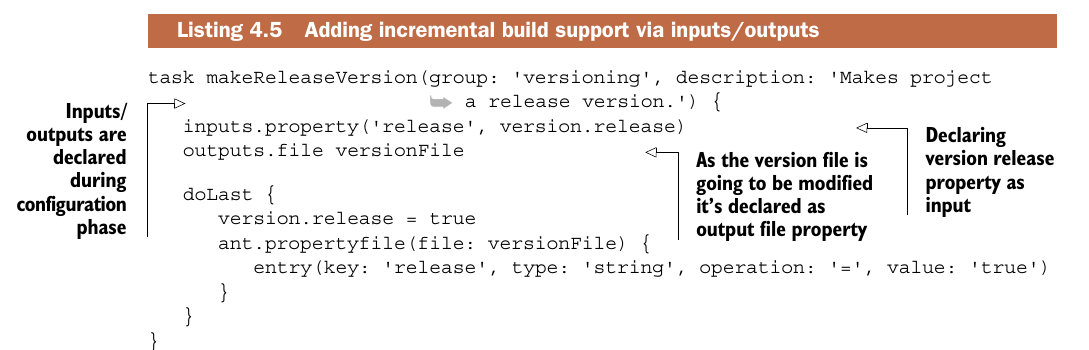 Listing 4.5 Adding incremental build support via inputs/outputs
task makeReleaseVersion(group: 'versioning', description: 'Makes project
➥ a release version.') {
inputs.property('release', version.release)
outputs.file versionFile
doLast {
version.release = true
ant.propertyfile(file: versionFile) {
entry(key: 'release', type: 'string', operation: '=', value: 'true')
}
}
}
Inputs/
outputs are
declared
during
configuration
phase
As the version file is
going to be modified
it's declared as
output file property
Declaring
version release
property as
input